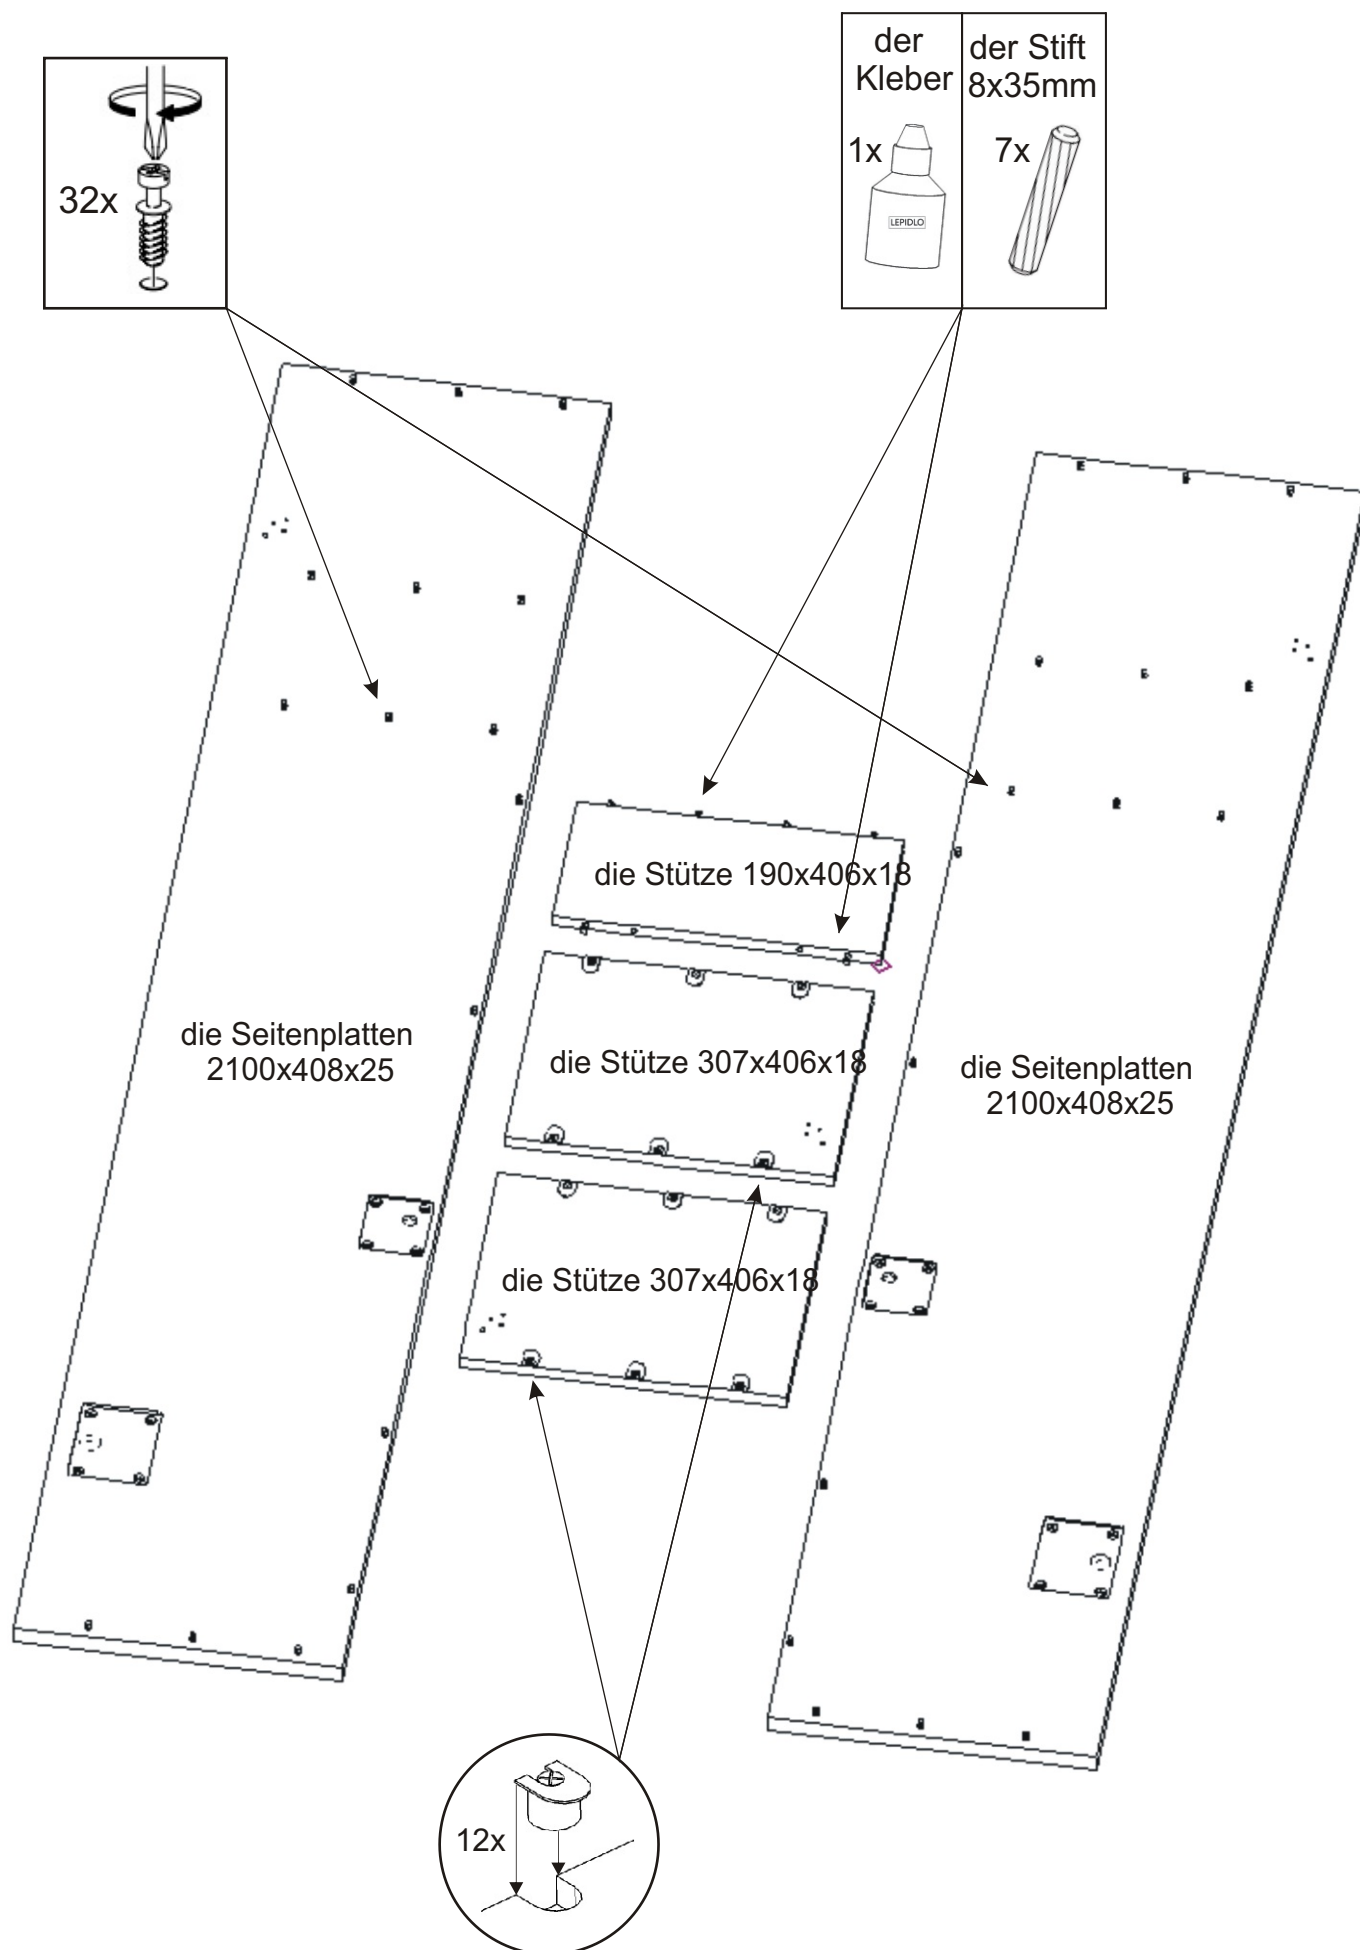 der
Kleber
der Stift
8x35mm
1x
7x
32x
LEPIDLO
die Stütze 190x406x18
die Seitenplatten
2100x408x25
die Stütze 307x406x18
die Seitenplatten
2100x408x25
die Stütze 307x406x18
12x